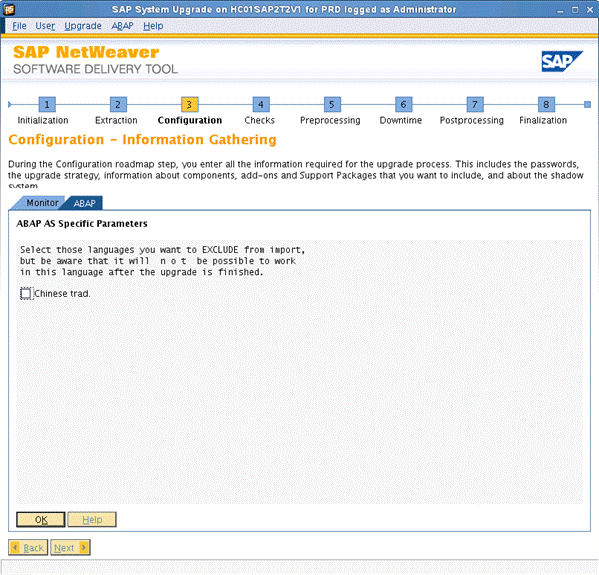 SAP System Upgrade on HC01SAP2T2V1 for PRD logged as Administrator
File User Upgrade ABAP Help
SAP NetWeaver
SOFTWARE DELIVERY TOOL
SAP
1 2 3 4 5 6 7 8
Initialization Extraction Configuration Checks Preprocessing Downtime Postprocessing Finalization
Configuration - Information Gathering
During the Configuration roadmap step, you enter all the information required for the upgrade process. This includes the passwords,
the upgrade strategy, information about components, add-ons and Support Packages that you want to include, and about the shadow
system.
Monitor ABAP
ABAP AS Specific Parameters
Select those languages you want to EXCLUDE from import,
but be aware that it will n o t be possible to work
in this language after the upgrade is finished.
Chinese trad.
OK Help
Back Next